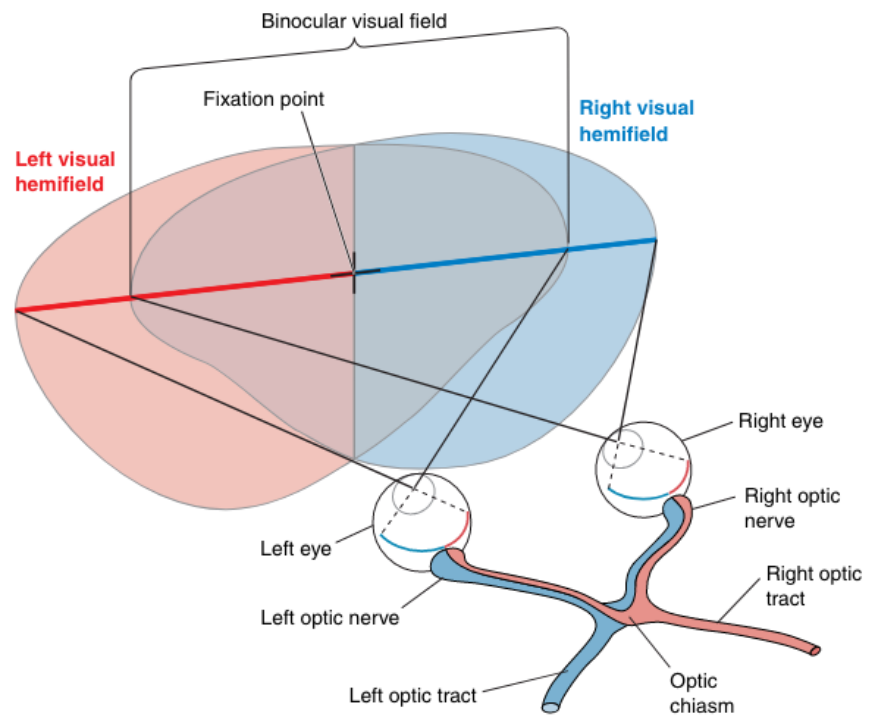 Binocular visual field
Fixation point
Right visual
hemifield
Left visual
hemifield
Right eye
Right optic
nerve
Left eye
Right optic
tract
Left optic nerve
Optic
chiasm
Left optic tract